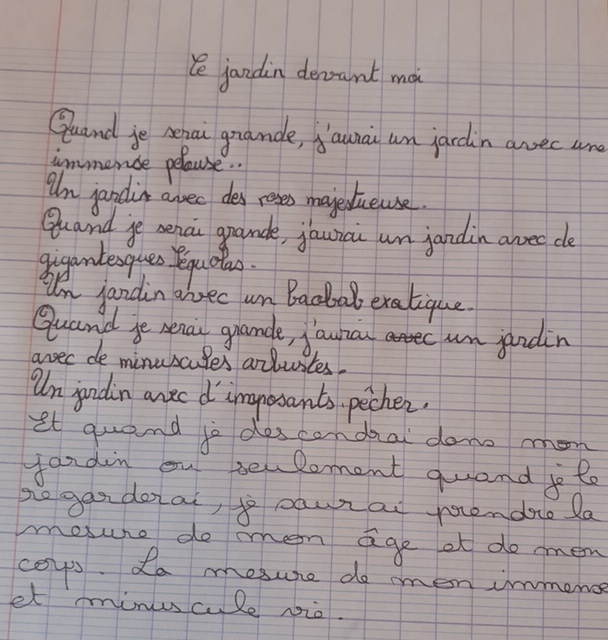 Le jardin devant moi
Quand je serai grande, j'aurai un jardin avec une
immense pelouse..
Un jardin avec des roses majestueuse.
Quand je serai grande, j'aurai un jardin avec de
gigantesques Séquoias.
Un jardin avec un Baobab exotique.
Quand je serai grande, j'aurai avec un jardin
avec de minuscules arbustes.
Un jardin avec d'imposants pêcher.
Et quand je descendrai dans mon
jardin ou seulement quand je le
regarderai, je saurai prendre la
mesure de mon âge et de mon
corps. La mesure de mon immense
et minuscule vie.